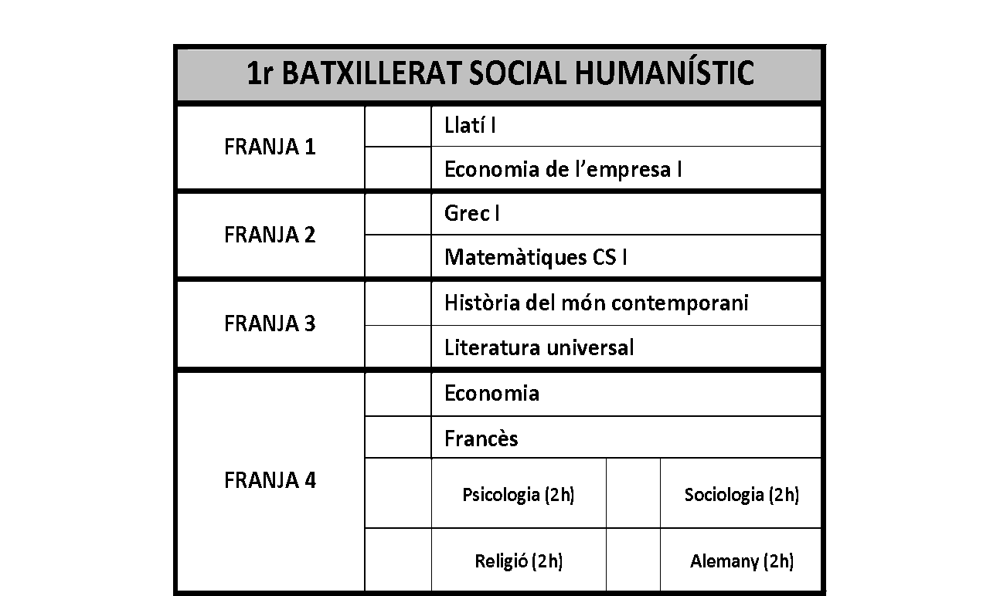 1r BATXILLERAT SOCIAL HUMANÍSTIC
FRANJA 1
Llatí I
Economia de l’empresa I
FRANJA 2
Grec I
Matemàtiques CS I
FRANJA 3
Història del món contemporani
Literatura universal
FRANJA 4
Economia
Francès
Psicologia (2h)
Sociologia (2h)
Religió (2h)
Alemany (2h)